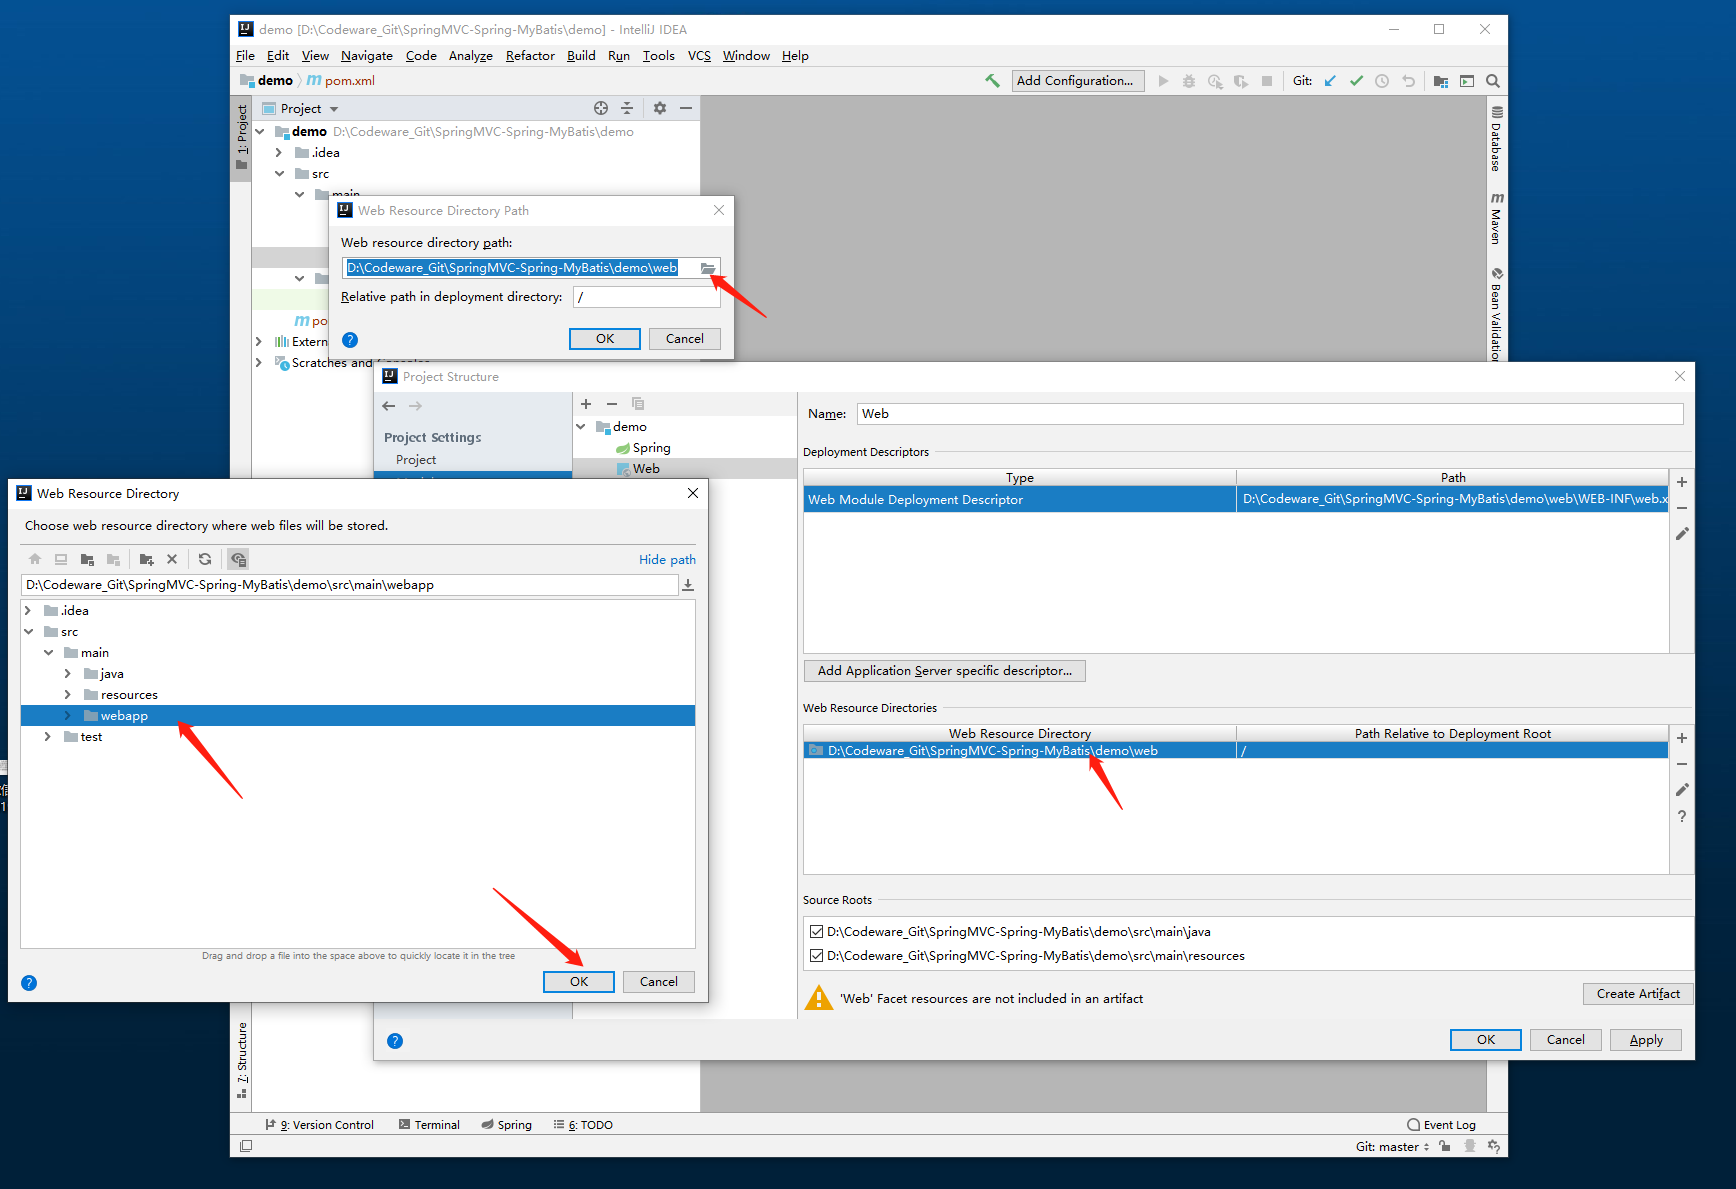 demo [D:\Codeware_Git\SpringMVC-Spring-MyBatis\demo] - IntelliJ IDEA
File Edit View Navigate Code Analyze Refactor Build Run Tools VCS Window Help
demo pom.xml
Add Configuration...
Git:
1: Project
Project
demo D:\Codeware_Git\SpringMVC-Spring-MyBatis\demo
.idea
src
main
Database
Maven
Bean Validation
Web Resource Directory Path
Web resource directory path:
D:\Codeware_Git\SpringMVC-Spring-MyBatis\demo\web
Relative path in deployment directory: /
? OK Cancel
Scratches and
Project Structure
Project Settings
Project
demo
Spring
Web
Name: Web
Deployment Descriptors
Type Path
Web Module Deployment Descriptor D:\Codeware_Git\SpringMVC-Spring-MyBatis\demo\web\WEB-INF\web.x
Add Application Server specific descriptor...
Web Resource Directories
Web Resource Directory Path Relative to Deployment Root
D:\Codeware_Git\SpringMVC-Spring-MyBatis\demo\web /
Source Roots
D:\Codeware_Git\SpringMVC-Spring-MyBatis\demo\src\main\java
D:\Codeware_Git\SpringMVC-Spring-MyBatis\demo\src\main\resources
'Web' Facet resources are not included in an artifact
Create Artifact
? OK Cancel Apply
Web Resource Directory
Choose web resource directory where web files will be stored.
Hide path
D:\Codeware_Git\SpringMVC-Spring-MyBatis\demo\src\main\webapp
.idea
src
main
java
resources
webapp
test
Drag and drop a file into the space above to quickly locate it in the tree
? OK Cancel
7: Structure
9: Version Control Terminal Spring 6: TODO Event Log
Git: master